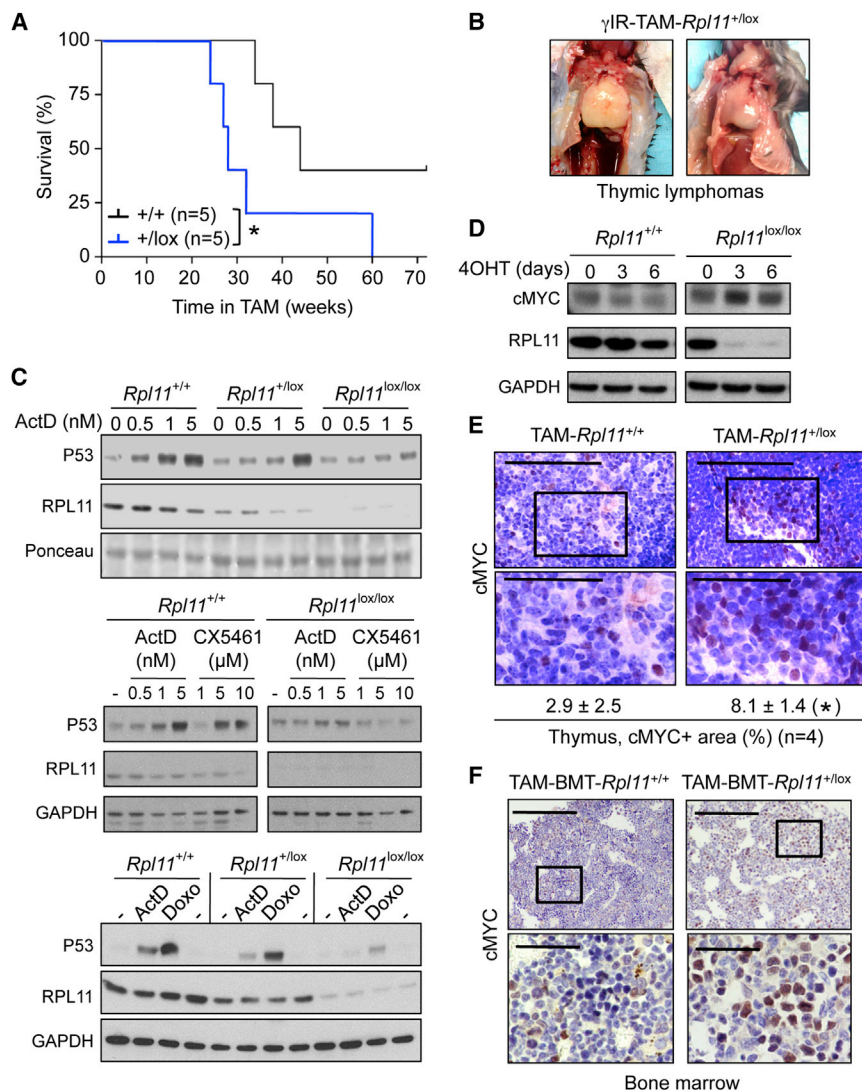 A
Survival (%)
100
75
50
25
0
+/+ (n=5)
+/lox (n=5)
*
0 10 20 30 40 50 60 70
Time in TAM (weeks)
B
γIR-TAM-Rpl11+/lox
Thymic lymphomas
C
Rpl11+/+ Rpl11+/lox Rpl11lox/lox
ActD (nM) 0 0.5 1 5 0 0.5 1 5 0 0.5 1 5
P53
RPL11
Ponceau
Rpl11+/+ Rpl11lox/lox
ActD CX5461 ActD CX5461
(nM) (µM) (nM) (µM)
- 0.5 1 5 1 5 10 - 0.5 1 5 1 5 10
P53
RPL11
GAPDH
Rpl11+/+ Rpl11+/lox Rpl11lox/lox
- ActD Doxo - - ActD Doxo - - ActD Doxo -
P53
RPL11
GAPDH
D
Rpl11+/+ Rpl11lox/lox
4OHT (days) 0 3 6 0 3 6
cMYC
RPL11
GAPDH
E
TAM-Rpl11+/+ TAM-Rpl11+/lox
cMYC
2.9 ± 2.5 8.1 ± 1.4 (*)
Thymus, cMYC+ area (%) (n=4)
F
TAM-BMT-Rpl11+/+ TAM-BMT-Rpl11+/lox
cMYC
Bone marrow